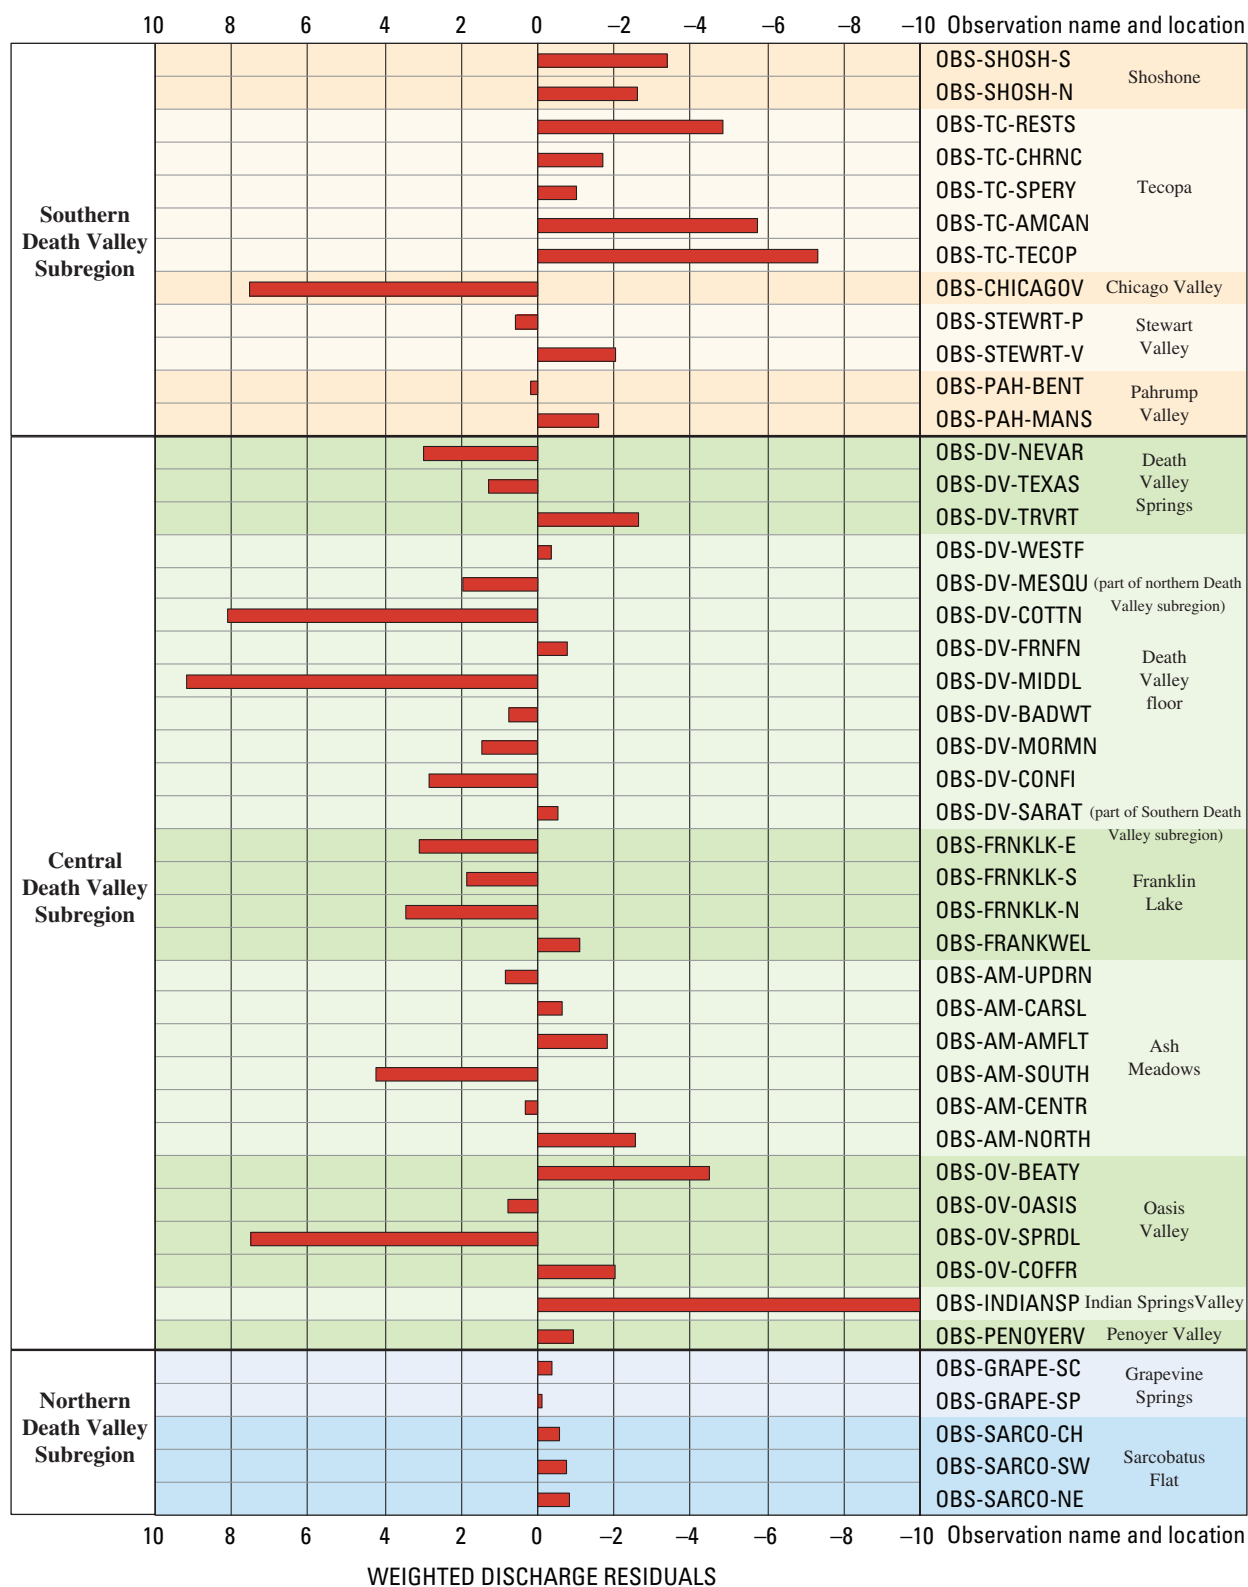 10 8 6 4 2 0 –2 –4 –6 –8 –10 Observation name and location
Southern
Death Valley
Subregion
OBS-SHOSH-S
OBS-SHOSH-N
Shoshone
OBS-TC-RESTS
OBS-TC-CHRNC
OBS-TC-SPERY
OBS-TC-AMCAN
OBS-TC-TECOP
Tecopa
OBS-CHICAGOV Chicago Valley
OBS-STEWRT-P
OBS-STEWRT-V
Stewart
Valley
OBS-PAH-BENT
OBS-PAH-MANS
Pahrump
Valley
Central
Death Valley
Subregion
OBS-DV-NEVAR
OBS-DV-TEXAS
OBS-DV-TRVRT
Death
Valley
Springs
OBS-DV-WESTF
OBS-DV-MESQU (part of northern Death
Valley subregion)
OBS-DV-COTTN
OBS-DV-FRNFN
OBS-DV-MIDDL
OBS-DV-BADWT
OBS-DV-MORMN
OBS-DV-CONFI
Death
Valley
floor
OBS-DV-SARAT (part of Southern Death
Valley subregion)
OBS-FRNKLK-E
OBS-FRNKLK-S
OBS-FRNKLK-N
OBS-FRANKWEL
Franklin
Lake
OBS-AM-UPDRN
OBS-AM-CARSL
OBS-AM-AMFLT
OBS-AM-SOUTH
OBS-AM-CENTR
OBS-AM-NORTH
Ash
Meadows
OBS-OV-BEATY
OBS-OV-OASIS
OBS-OV-SPRDL
OBS-OV-COFFR
Oasis
Valley
OBS-INDIANSP Indian SpringsValley
OBS-PENOYERV Penoyer Valley
Northern
Death Valley
Subregion
OBS-GRAPE-SC
OBS-GRAPE-SP
Grapevine
Springs
OBS-SARCO-CH
OBS-SARCO-SW
OBS-SARCO-NE
Sarcobatus
Flat
10 8 6 4 2 0 –2 –4 –6 –8 –10 Observation name and location
WEIGHTED DISCHARGE RESIDUALS